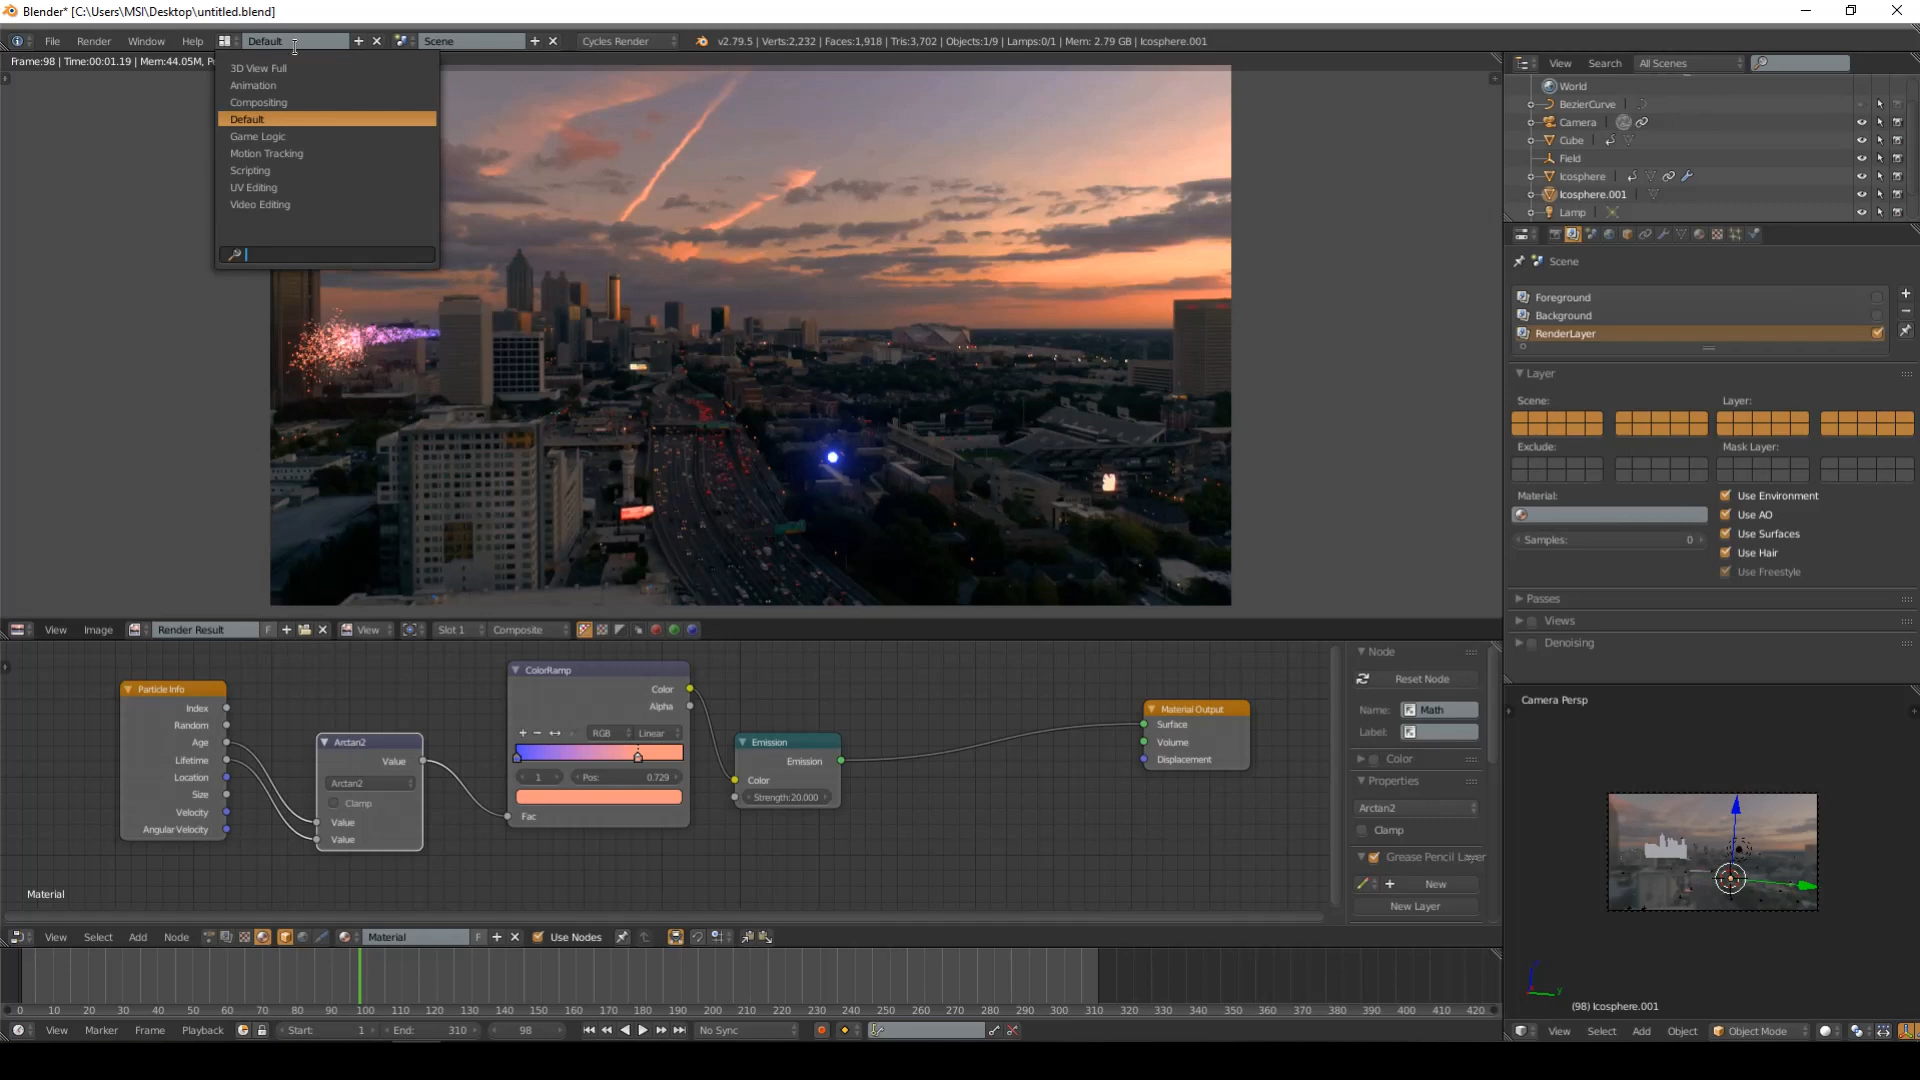 Blender* [C:\Users\MSI\Desktop\untitled.blend]
File Render Window Help Default Scene Cycles Render v2.79.5 | Verts:2,232 | Faces:1,918 | Tris:3,702 | Objects:1/9 | Lamps:0/1 | Mem: 2.79 GB | Icosphere.001
Frame:98 | Time:00:01.19 | Mem:44.05M,
3D View Full
Animation
Compositing
Default
Game Logic
Motion Tracking
Scripting
UV Editing
Video Editing
View Search All Scenes
World
BezierCurve
Camera
Cube
Field
Icosphere
Icosphere.001
Lamp
Scene
Foreground
Background
RenderLayer
Layer
Scene: Layer:
Exclude: Mask Layer:
Material: Use Environment
Use AO
Samples: 0 Use Surfaces
Use Hair
Use Freestyle
Passes
Views
Denoising
View Image Render Result F View Slot 1 Composite
Particle Info
Index
Random
Age
Lifetime
Location
Size
Velocity
Angular Velocity
Arctan2
Value
Arctan2
Clamp
Value
Value
ColorRamp
Color
Alpha
RGB Linear
1 Pos: 0.729
Fac
Emission
Emission
Color
Strength:20.000
Material Output
Surface
Volume
Displacement
Material
Node
Reset Node
Name: Math
Label:
Color
Properties
Arctan2
Clamp
Grease Pencil Layer
New
New Layer
Camera Persp
y
(98) Icosphere.001
View Select Add Node Material F Use Nodes
0 10 20 30 40 50 60 70 80 90 100 110 120 130 140 150 160 170 180 190 200 210 220 230 240 250 260 270 280 290 300 310 320 330 340 350 360 370 380 390 400 410 420
View Marker Frame Playback Start: 1 End: 310 98 No Sync
View Select Add Object Object Mode